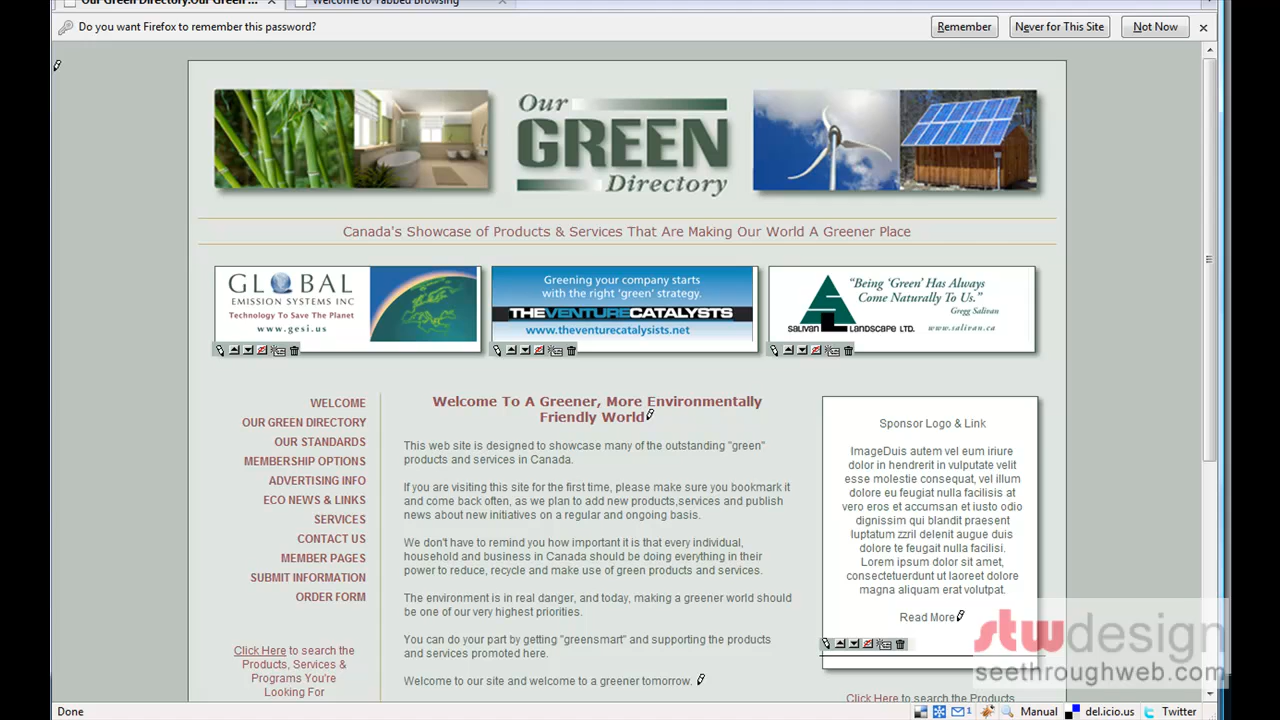 Our Green Directory.Our Green ...
Welcome to Tabbed Browsing
Do you want Firefox to remember this password?
Remember
Never for This Site
Not Now
Our
GREEN
Directory
Canada's Showcase of Products & Services That Are Making Our World A Greener Place
GLOBAL
EMISSION SYSTEMS INC
Technology To Save The Planet
www.gesi.us
Greening your company starts
with the right 'green' strategy.
THEVENTURECATALYSTS
www.theventurecatalysists.net
"Being 'Green' Has Always
Come Naturally To Us."
Gregg Salivan
SALIVAN LANDSCAPE LTD.
www.salivan.ca
WELCOME
OUR GREEN DIRECTORY
OUR STANDARDS
MEMBERSHIP OPTIONS
ADVERTISING INFO
ECO NEWS & LINKS
SERVICES
CONTACT US
MEMBER PAGES
SUBMIT INFORMATION
ORDER FORM
Click Here to search the
Products, Services &
Programs You're
Looking For
Welcome To A Greener, More Environmentally
Friendly World
This web site is designed to showcase many of the outstanding "green"
products and services in Canada.
If you are visiting this site for the first time, please make sure you bookmark it
and come back often, as we plan to add new products,services and publish
news about new initiatives on a regular and ongoing basis.
We don't have to remind you how important it is that every individual,
household and business in Canada should be doing everything in their
power to reduce, recycle and make use of green products and services.
The environment is in real danger, and today, making a greener world should
be one of our very highest priorities.
You can do your part by getting "greensmart" and supporting the products
and services promoted here.
Welcome to our site and welcome to a greener tomorrow.
Sponsor Logo & Link
ImageDuis autem vel eum iriure
dolor in hendrerit in vulputate velit
esse molestie consequat, vel illum
dolore eu feugiat nulla facilisis at
vero eros et accumsan et iusto odio
dignissim qui blandit praesent
luptatum zzril delenit augue duis
dolore te feugait nulla facilisi.
Lorem ipsum dolor sit amet,
consectetuerdunt ut laoreet dolore
magna aliquam erat volutpat.
Read More
Click Here to search the Products
stwdesign
seethroughweb.com
Done
1
Manual
del.icio.us
Twitter